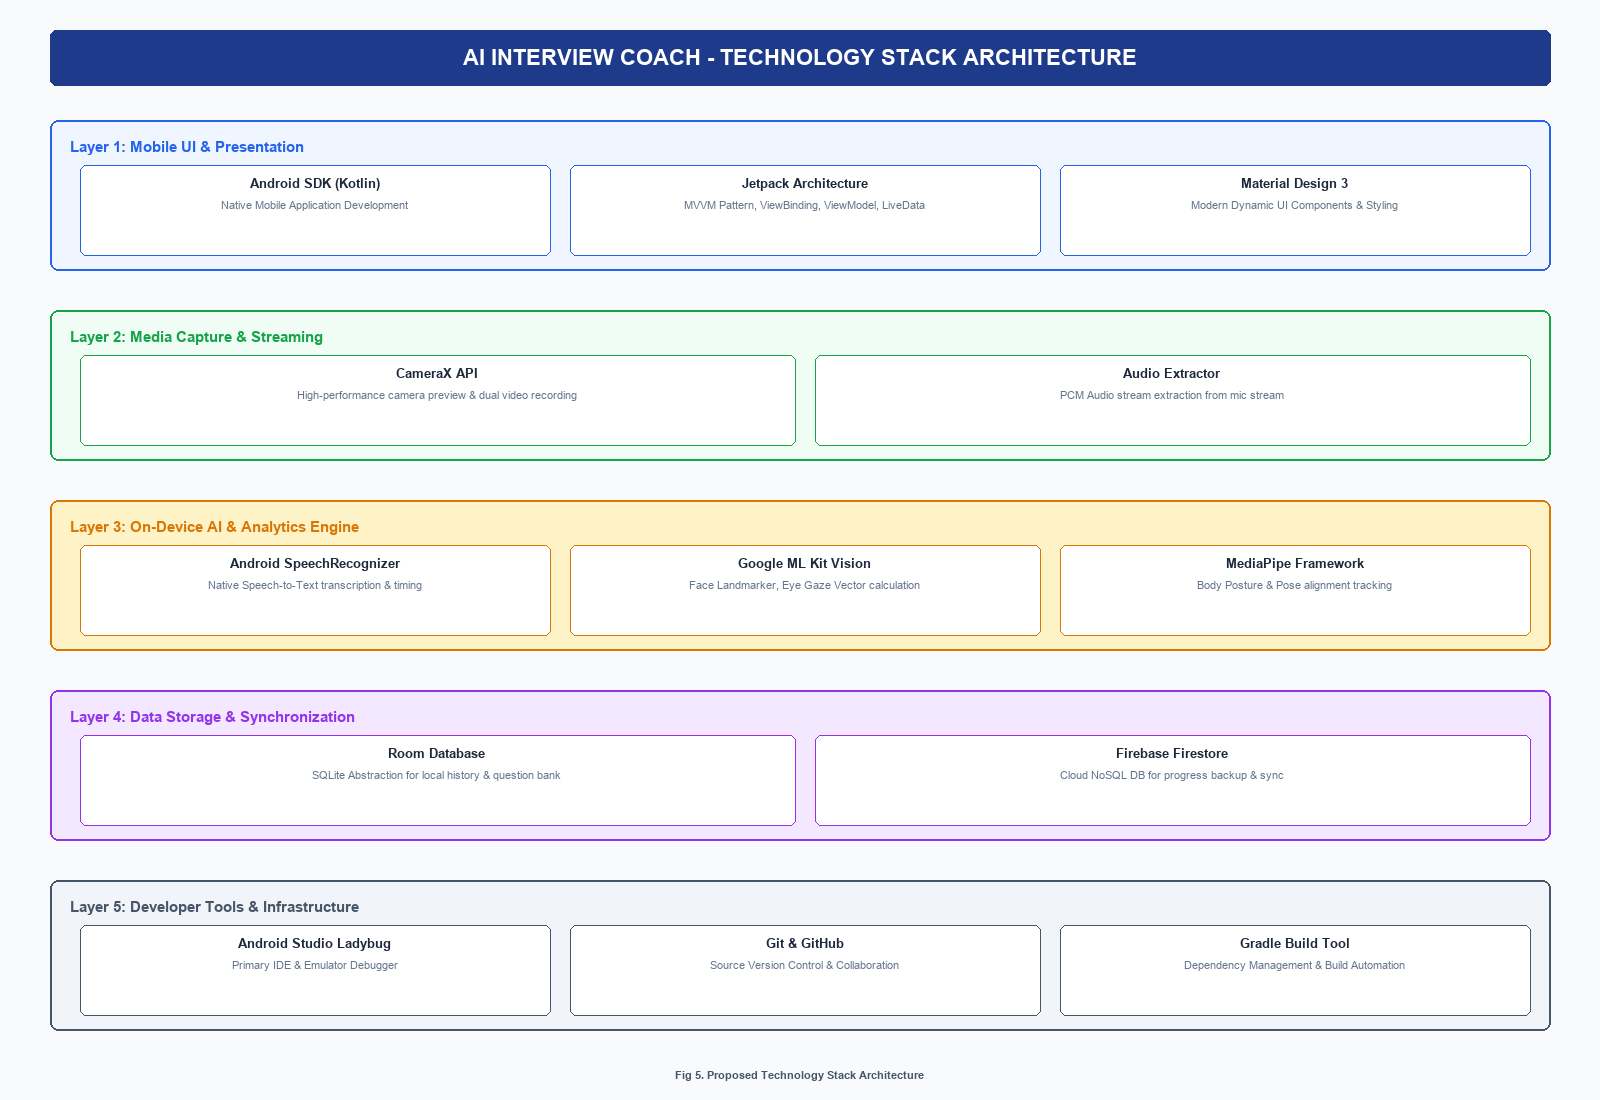 AI INTERVIEW COACH - TECHNOLOGY STACK ARCHITECTURE
Layer 1: Mobile UI & Presentation
Android SDK (Kotlin)
Native Mobile Application Development
Jetpack Architecture
MVVM Pattern, ViewBinding, ViewModel, LiveData
Material Design 3
Modern Dynamic UI Components & Styling
Layer 2: Media Capture & Streaming
CameraX API
High-performance camera preview & dual video recording
Audio Extractor
PCM Audio stream extraction from mic stream
Layer 3: On-Device AI & Analytics Engine
Android SpeechRecognizer
Native Speech-to-Text transcription & timing
Google ML Kit Vision
Face Landmarker, Eye Gaze Vector calculation
MediaPipe Framework
Body Posture & Pose alignment tracking
Layer 4: Data Storage & Synchronization
Room Database
SQLite Abstraction for local history & question bank
Firebase Firestore
Cloud NoSQL DB for progress backup & sync
Layer 5: Developer Tools & Infrastructure
Android Studio Ladybug
Primary IDE & Emulator Debugger
Git & GitHub
Source Version Control & Collaboration
Gradle Build Tool
Dependency Management & Build Automation
Fig 5. Proposed Technology Stack Architecture